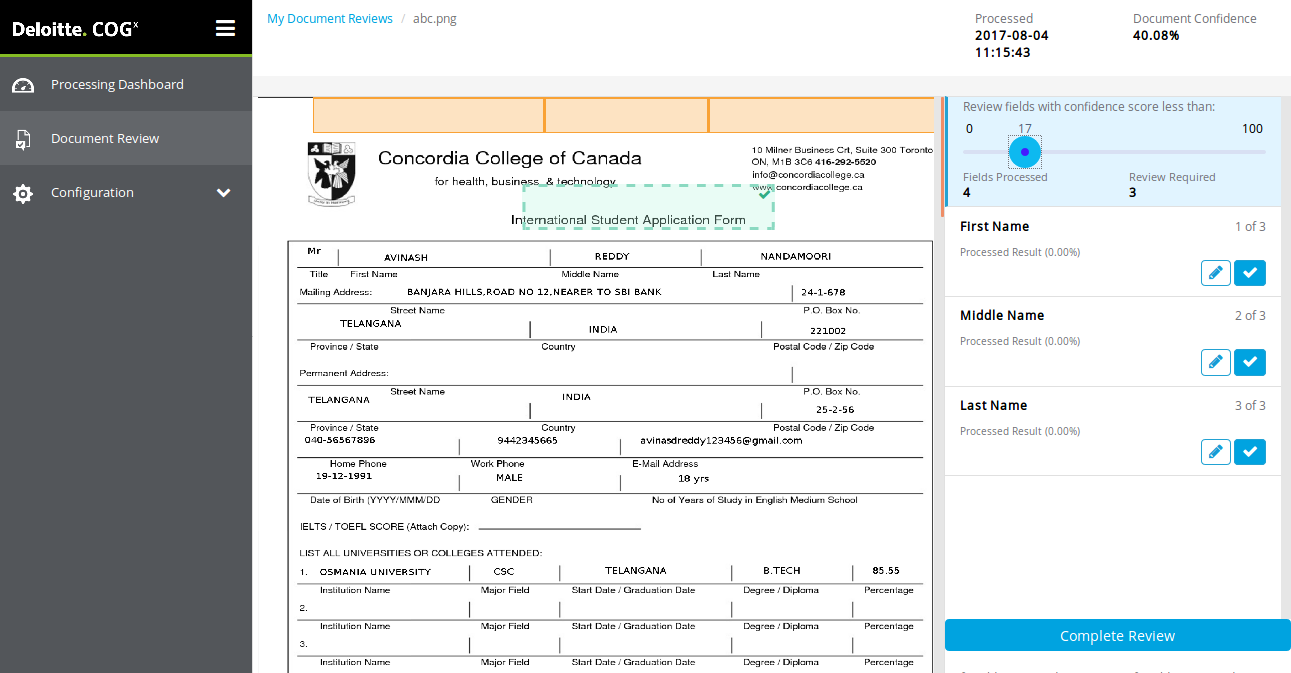 Deloitte. COGx
My Document Reviews / abc.png
Processed
2017-08-04
11:15:43
Document Confidence
40.08%
Processing Dashboard
Document Review
Configuration
Concordia College of Canada
for health, business, & technology
10 Milner Business Crt, Suite 300 Toronto
ON, M1B 3C6 416-292-5520
info@concordiacollege.ca
www.concordiacollege.ca
International Student Application Form
Mr AVINASH REDDY NANDAMOORI
Title First Name Middle Name Last Name
Mailing Address: BANJARA HILLS,ROAD NO 12,NEARER TO SBI BANK 24-1-678
Street Name P.O. Box No.
TELANGANA INDIA 221002
Province / State Country Postal Code / Zip Code
Permanent Address:
Street Name P.O. Box No.
TELANGANA INDIA 25-2-56
Province / State Country Postal Code / Zip Code
040-56567896 9442345665 avinasdreddy123456@gmail.com
Home Phone Work Phone E-Mail Address
19-12-1991 MALE 18 yrs
Date of Birth (YYYY/MMM/DD GENDER No of Years of Study in English Medium School
IELTS / TOEFL SCORE (Attach Copy):
LIST ALL UNIVERSITIES OR COLLEGES ATTENDED:
1. OSMANIA UNIVERSITY CSC TELANGANA B.TECH 85.55
Institution Name Major Field Start Date / Graduation Date Degree / Diploma Percentage
2.
Institution Name Major Field Start Date / Graduation Date Degree / Diploma Percentage
3.
Institution Name Major Field Start Date / Graduation Date Degree / Diploma Percentage
Review fields with confidence score less than:
0 17 100
Fields Processed Review Required
4 3
First Name 1 of 3
Processed Result (0.00%)
Middle Name 2 of 3
Processed Result (0.00%)
Last Name 3 of 3
Processed Result (0.00%)
Complete Review